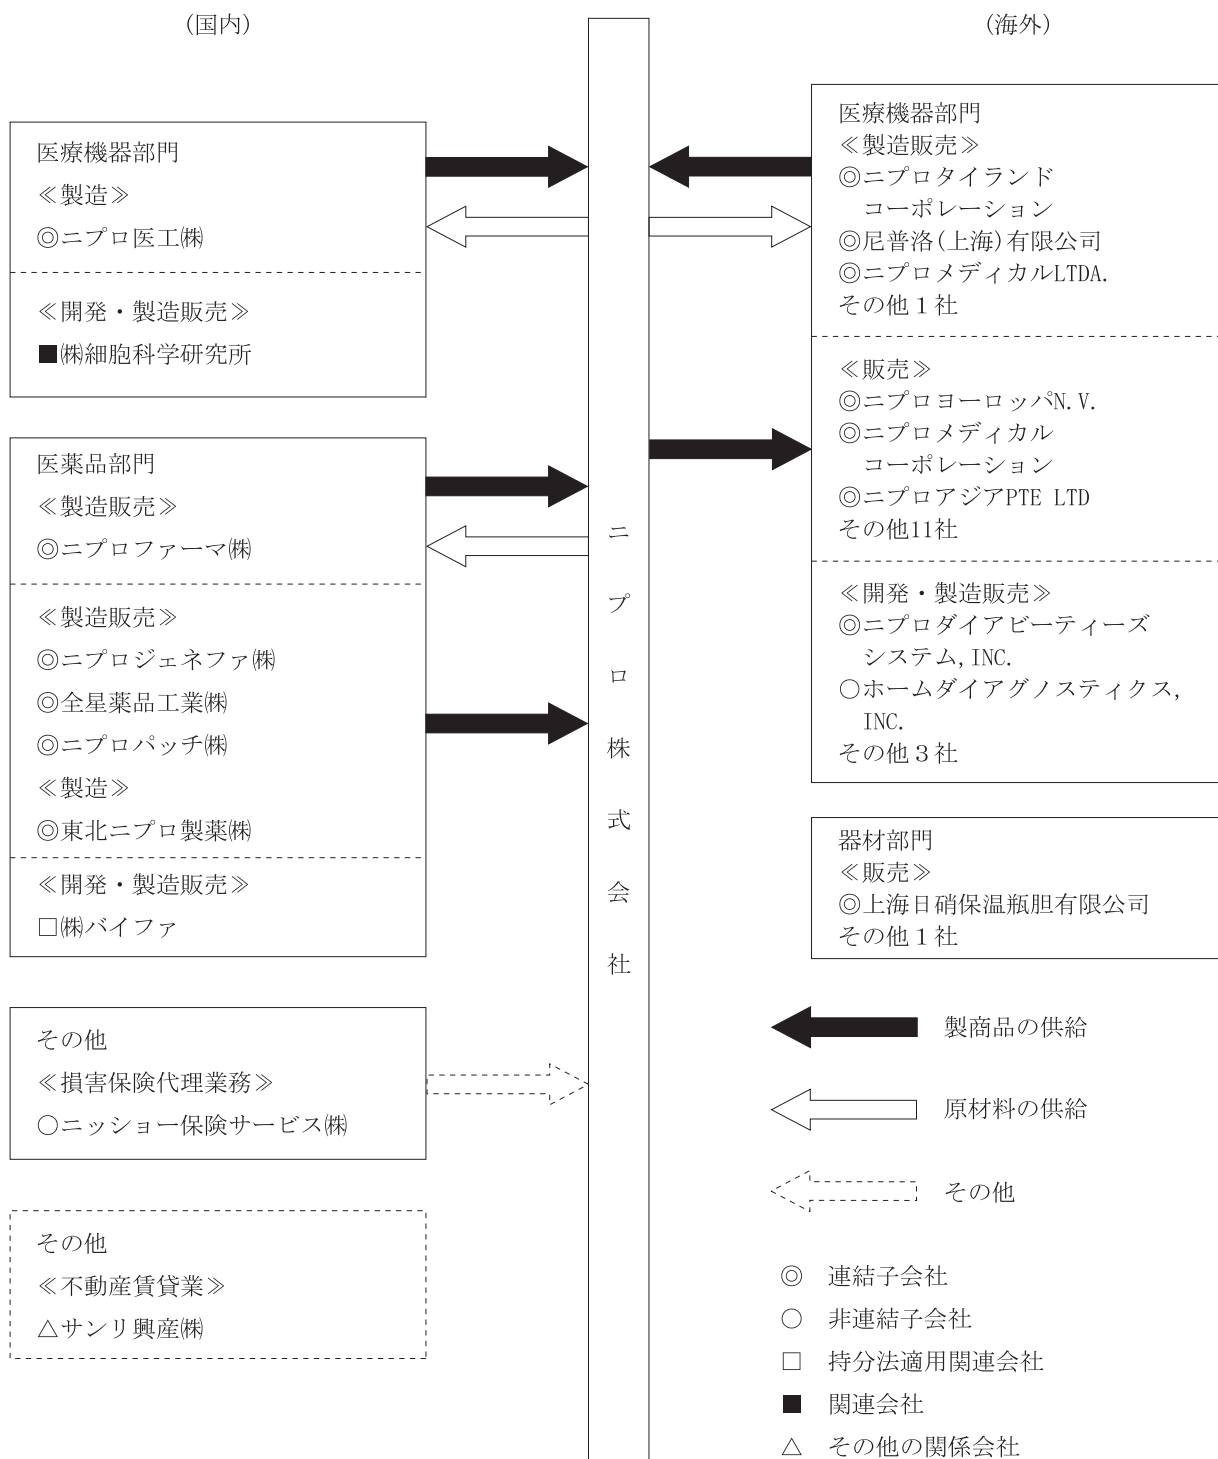 (国内)
医療機器部門
≪製造≫
◎ニプロ医工㈱
≪開発・製造販売≫
■㈱細胞科学研究所
医薬品部門
≪製造販売≫
◎ニプロファーマ㈱
≪製造販売≫
◎ニプロジェネファ㈱
◎全星薬品工業㈱
◎ニプロパッチ㈱
≪製造≫
◎東北ニプロ製薬㈱
≪開発・製造販売≫
□㈱バイファ
その他
≪損害保険代理業務≫
○ニッショー保険サービス㈱
その他
≪不動産賃貸業≫
△サンリ興産㈱
ニプロ株式会社
(海外)
医療機器部門
≪製造販売≫
◎ニプロタイランド
コーポレーション
◎尼普洛(上海)有限公司
◎ニプロメディカルLTDA.
その他1社
≪販売≫
◎ニプロヨーロッパN.V.
◎ニプロメディカル
コーポレーション
◎ニプロアジアPTE LTD
その他11社
≪開発・製造販売≫
◎ニプロダイアビーティーズ
システム,INC.
○ホームダイアグノスティクス,
INC.
その他3社
器材部門
≪販売≫
◎上海日硝保温瓶胆有限公司
その他1社
製商品の供給
原材料の供給
その他
◎ 連結子会社
○ 非連結子会社
□ 持分法適用関連会社
■ 関連会社
△ その他の関係会社